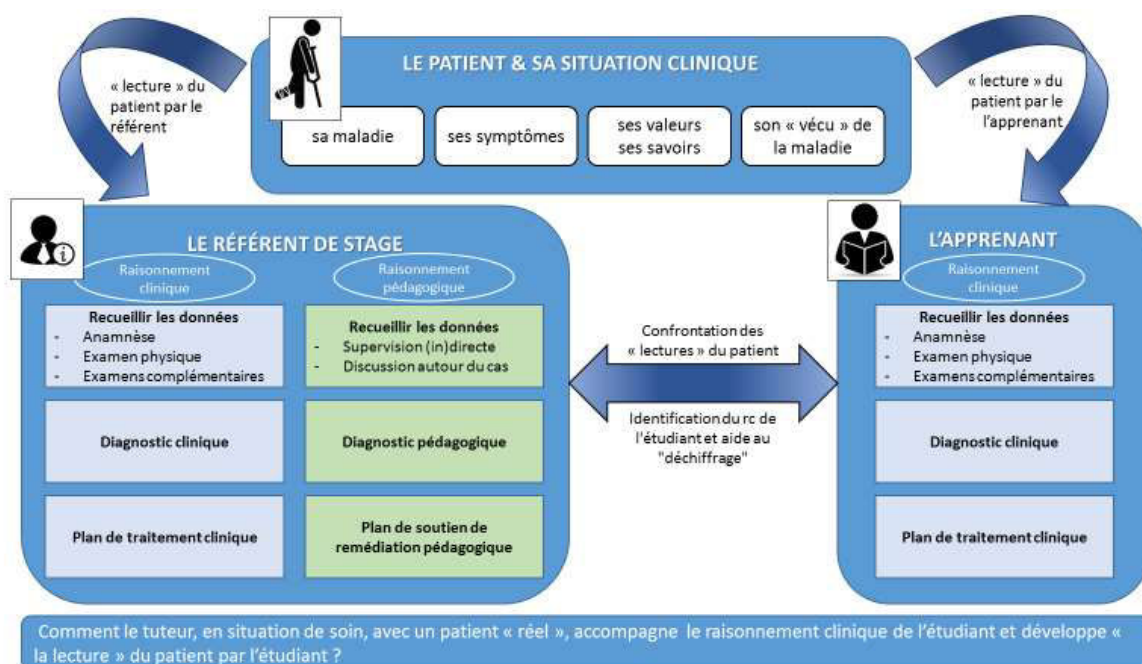 LE PATIENT & SA SITUATION CLINIQUE
« lecture » du
patient par le
référent
« lecture » du
patient par le
l'apprenant
sa maladie
ses symptômes
ses valeurs
ses savoirs
son « vécu » de
la maladie
LE RÉFÉRENT DE STAGE
Raisonnement
clinique
Raisonnement
pédagogique
Recueillir les données
- Anamnèse
- Examen physique
- Examens complémentaires
Recueillir les données
- Supervision (in)directe
- Discussion autour du cas
Diagnostic clinique
Diagnostic pédagogique
Plan de traitement clinique
Plan de soutien de
remédiation pédagogique
Confrontation des
« lectures » du patient
Identification du rc de
l'étudiant et aide au
"déchiffrage"
L'APPRENANT
Raisonnement
clinique
Recueillir les données
- Anamnèse
- Examen physique
- Examens complémentaires
Diagnostic clinique
Plan de traitement clinique
Comment le tuteur, en situation de soin, avec un patient « réel », accompagne le raisonnement clinique de l'étudiant et développe «
la lecture » du patient par l'étudiant ?